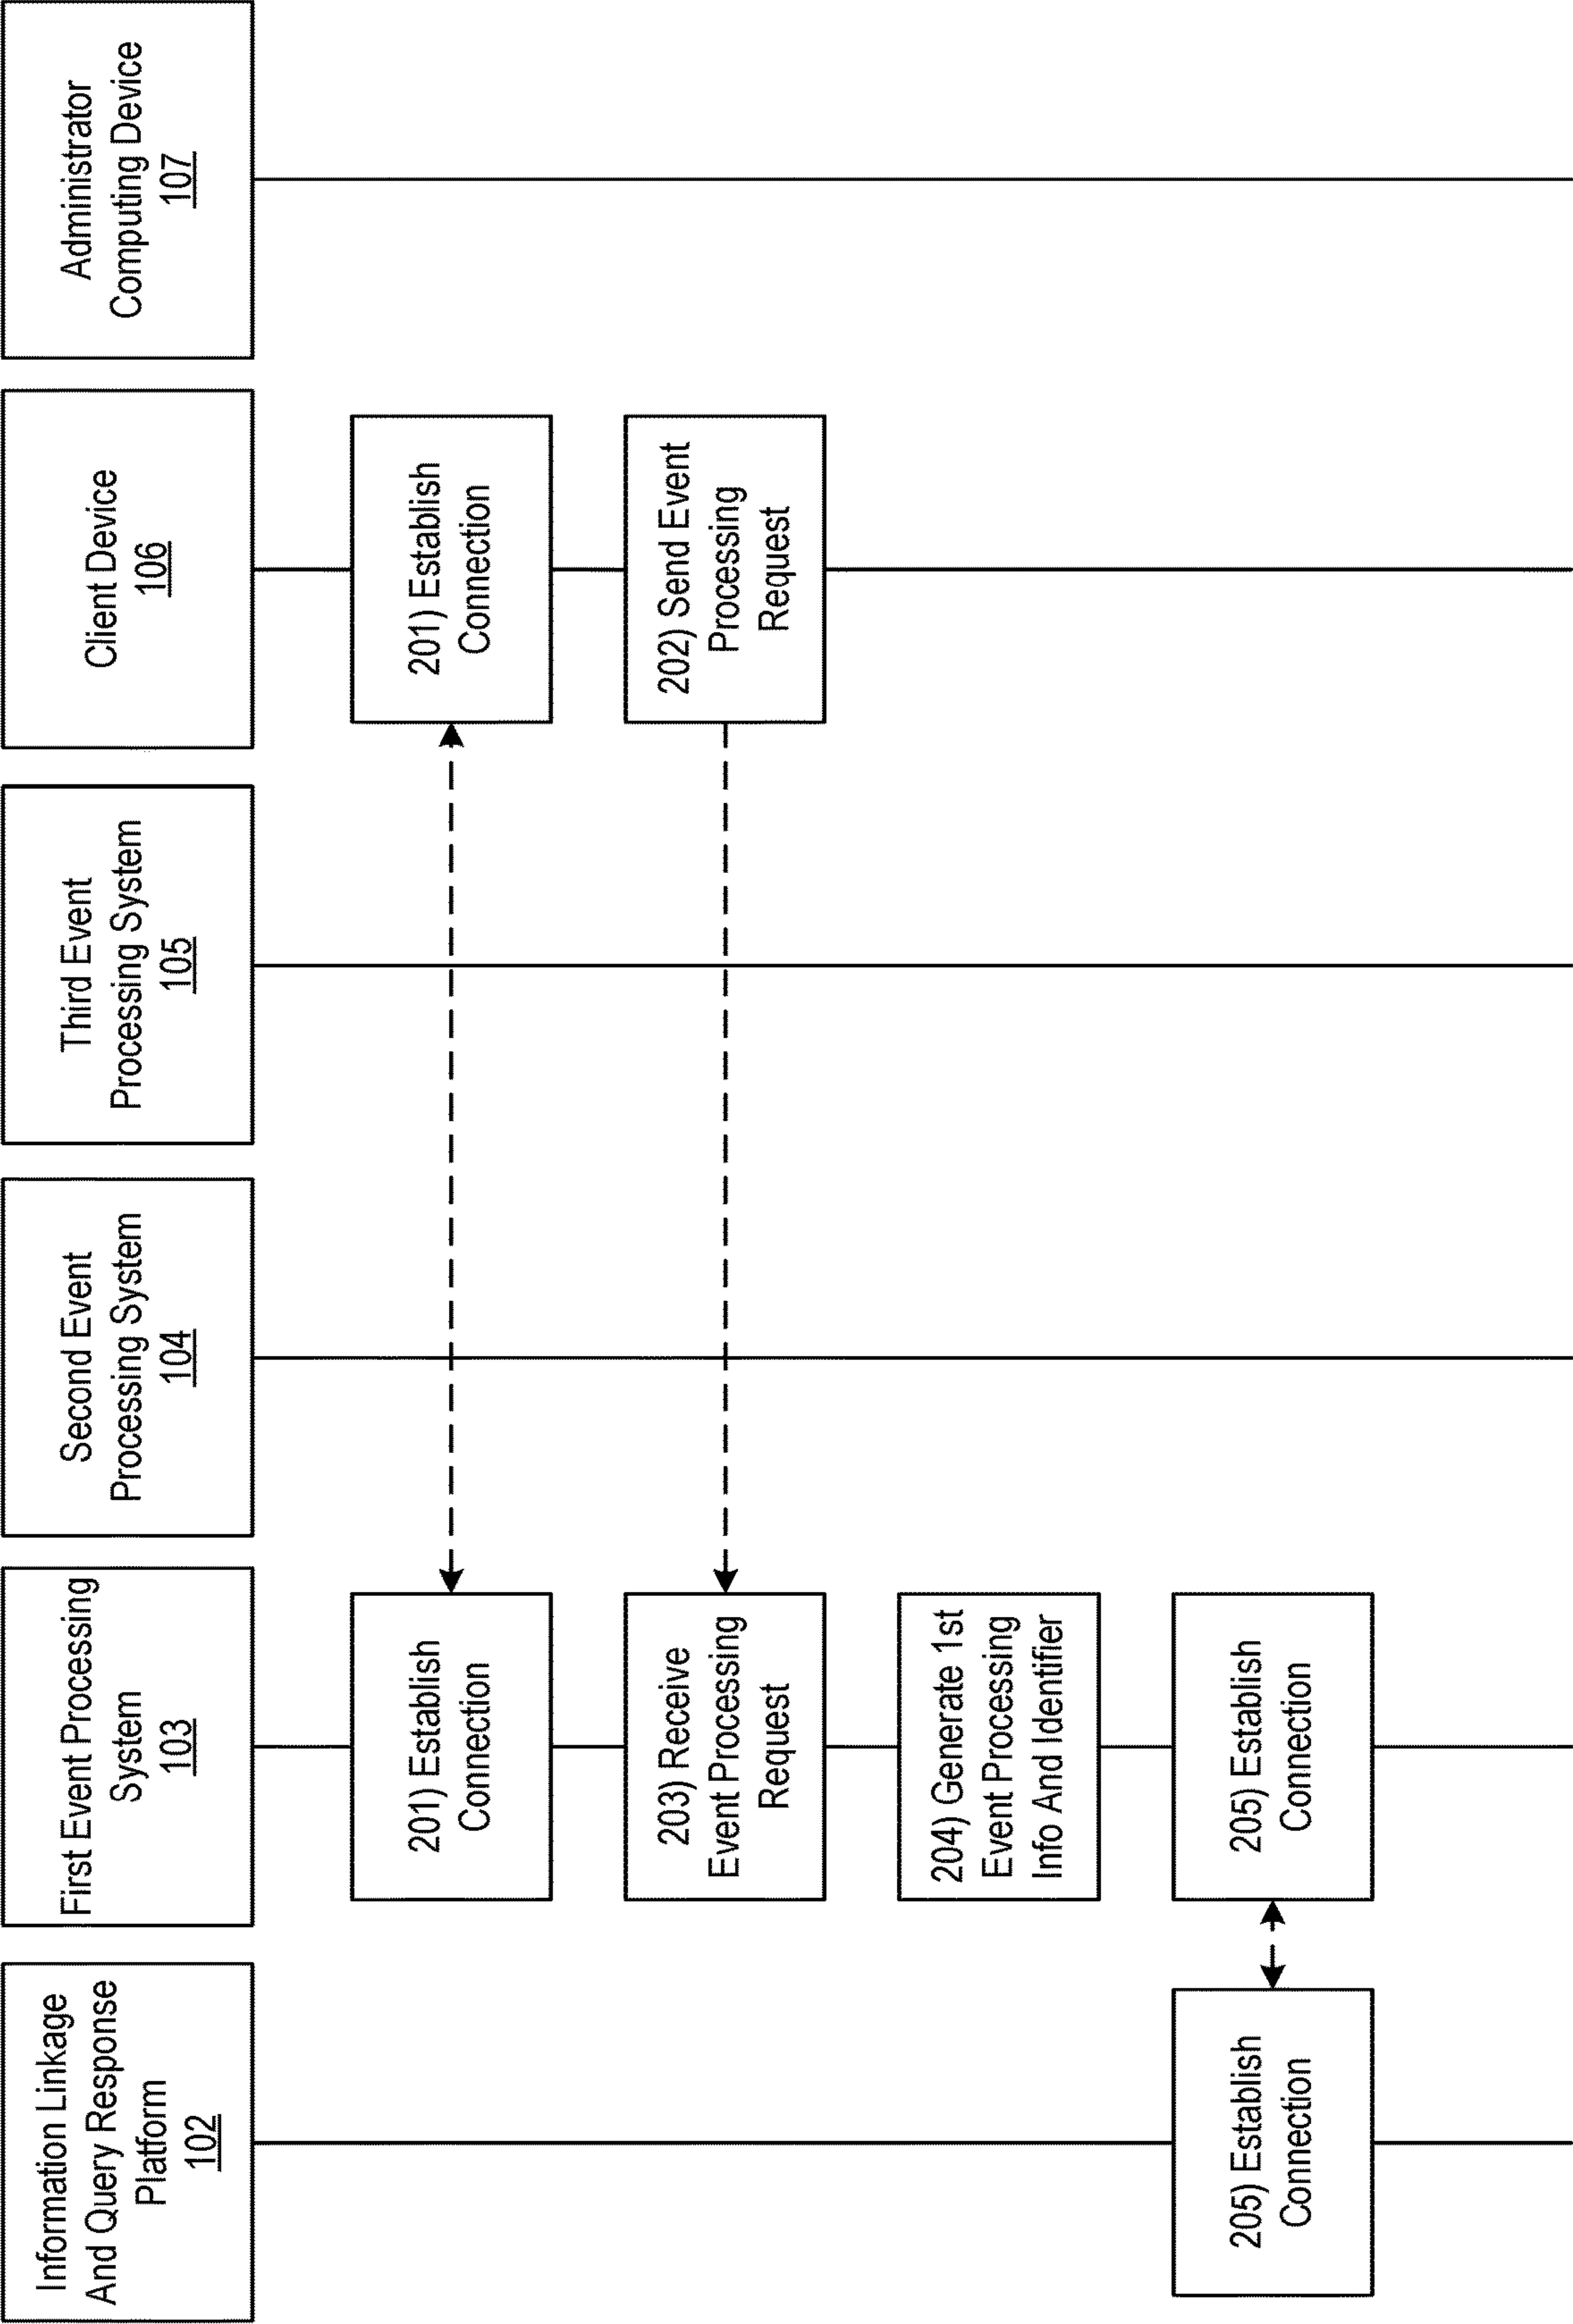 Information Linkage
And Query Response
Platform
102
First Event Processing
System
103
Second Event
Processing System
104
Third Event
Processing System
105
Client Device
106
Administrator
Computing Device
107
201) Establish
Connection
201) Establish
Connection
203) Receive
Event Processing
Request
202) Send Event
Processing
Request
204) Generate 1st
Event Processing
Info And Identifier
205) Establish
Connection
205) Establish
Connection